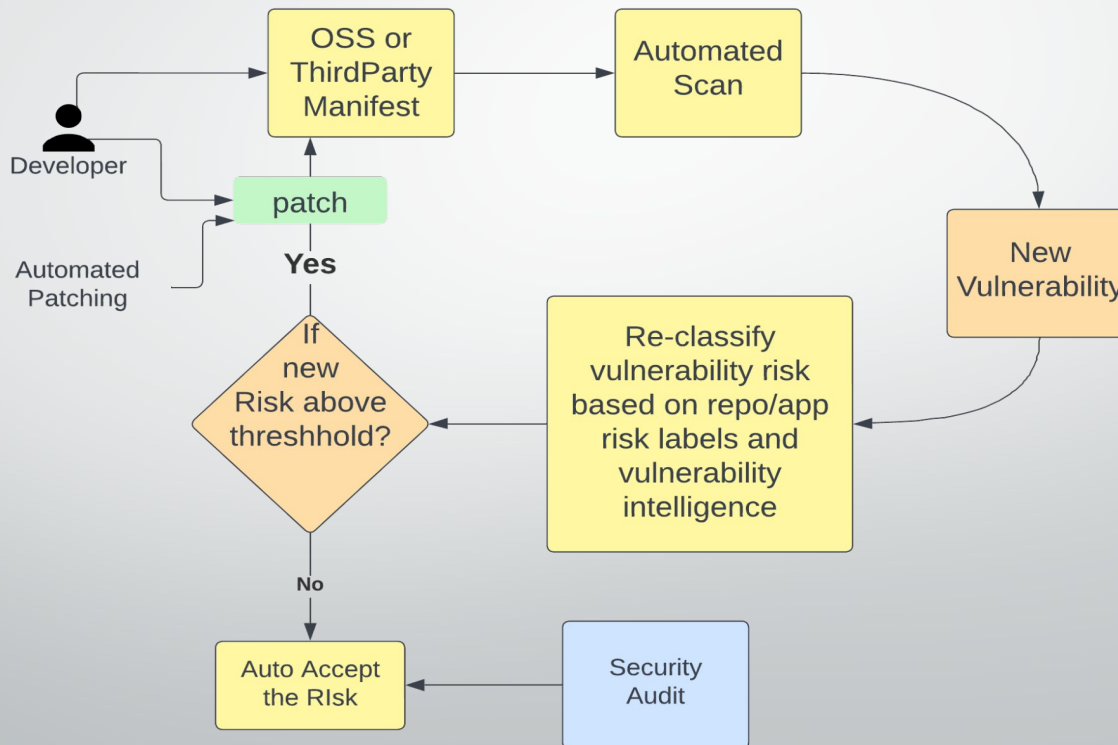 OSS or
ThirdParty
Manifest
Automated
Scan
Developer
patch
Yes
Automated
Patching
New
Vulnerability
If
new
Risk above
threshhold?
Re-classify
vulnerability risk
based on repo/app
risk labels and
vulnerability
intelligence
No
Auto Accept
the RIsk
Security
Audit